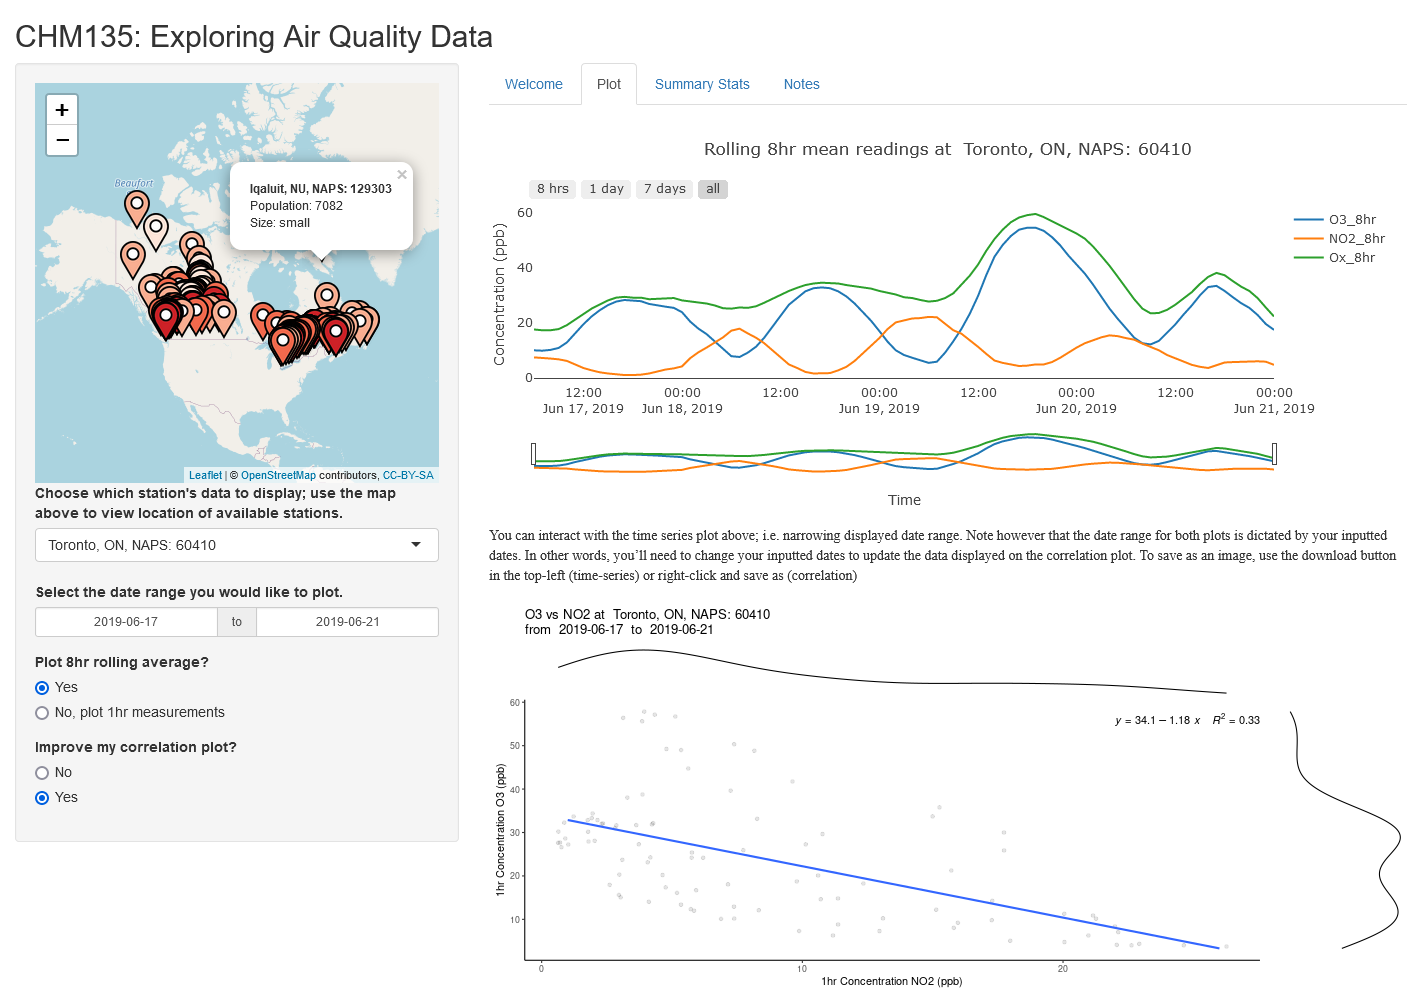 CHM135: Exploring Air Quality Data
+
−
Beaufort
×
Iqaluit, NU, NAPS: 129303
Population: 7082
Size: small
Leaflet | © OpenStreetMap contributors, CC-BY-SA
Choose which station's data to display; use the map
above to view location of available stations.
Toronto, ON, NAPS: 60410
Select the date range you would like to plot.
2019-06-17 to 2019-06-21
Plot 8hr rolling average?
Yes
No, plot 1hr measurements
Improve my correlation plot?
No
Yes
Welcome Plot Summary Stats Notes
Rolling 8hr mean readings at Toronto, ON, NAPS: 60410
8 hrs 1 day 7 days all
Concentration (ppb)
60
40
20
0
O3_8hr
NO2_8hr
Ox_8hr
12:00 00:00 12:00 00:00 12:00 00:00 12:00 00:00
Jun 17, 2019 Jun 18, 2019 Jun 19, 2019 Jun 20, 2019 Jun 21, 2019
Time
You can interact with the time series plot above; i.e. narrowing displayed date range. Note however that the date range for both plots is dictated by your inputted
dates. In other words, you’ll need to change your inputted dates to update the data displayed on the correlation plot. To save as an image, use the download button
in the top-left (time-series) or right-click and save as (correlation)
O3 vs NO2 at Toronto, ON, NAPS: 60410
from 2019-06-17 to 2019-06-21
y = 34.1 − 1.18 x R² = 0.33
1hr Concentration O3 (ppb)
60
50
40
30
20
10
0 10 20
1hr Concentration NO2 (ppb)